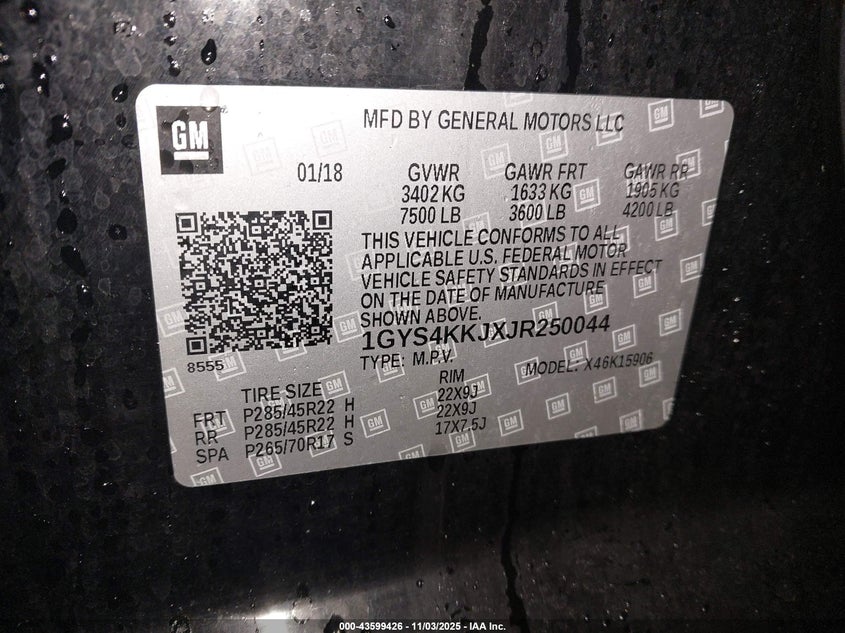 GM
MFD BY GENERAL MOTORS LLC
01/18
GVWR GAWR FRT GAWR RR
3402 KG 1633 KG 1905 KG
7500 LB 3600 LB 4200 LB
THIS VEHICLE CONFORMS TO ALL
APPLICABLE U.S. FEDERAL MOTOR
VEHICLE SAFETY STANDARDS IN EFFECT
ON THE DATE OF MANUFACTURE
SHOWN ABOVE.
1GYS4KKJXJR250044
TYPE: M.P.V. MODEL: X46K15906
8555
TIRE SIZE RIM
FRT P285/45R22 H 22X9J
RR P285/45R22 H 22X9J
SPA P265/70R17 S 17X7.5J
000-43599426 - 11/03/2025 - IAA Inc.